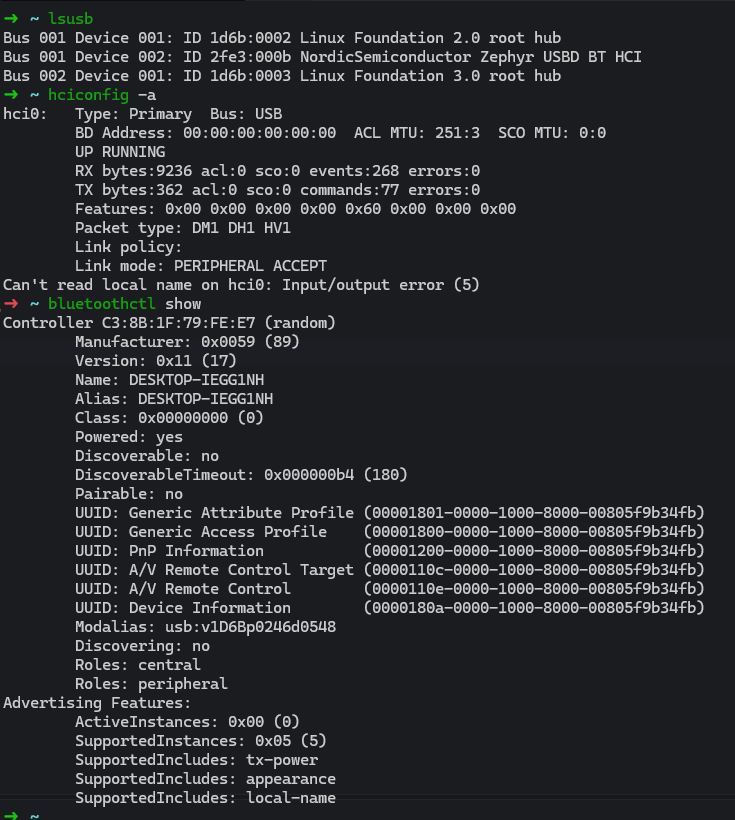 ➜ ~ lsusb
Bus 001 Device 001: ID 1d6b:0002 Linux Foundation 2.0 root hub
Bus 001 Device 002: ID 2fe3:000b NordicSemiconductor Zephyr USBD BT HCI
Bus 002 Device 001: ID 1d6b:0003 Linux Foundation 3.0 root hub
➜ ~ hciconfig -a
hci0:   Type: Primary  Bus: USB
        BD Address: 00:00:00:00:00:00  ACL MTU: 251:3  SCO MTU: 0:0
        UP RUNNING
        RX bytes:9236 acl:0 sco:0 events:268 errors:0
        TX bytes:362 acl:0 sco:0 commands:77 errors:0
        Features: 0x00 0x00 0x00 0x00 0x60 0x00 0x00 0x00
        Packet type: DM1 DH1 HV1
        Link policy:
        Link mode: PERIPHERAL ACCEPT
Can't read local name on hci0: Input/output error (5)
➜ ~ bluetoothctl show
Controller C3:8B:1F:79:FE:E7 (random)
        Manufacturer: 0x0059 (89)
        Version: 0x11 (17)
        Name: DESKTOP-IEGG1NH
        Alias: DESKTOP-IEGG1NH
        Class: 0x00000000 (0)
        Powered: yes
        Discoverable: no
        DiscoverableTimeout: 0x000000b4 (180)
        Pairable: no
        UUID: Generic Attribute Profile (00001801-0000-1000-8000-00805f9b34fb)
        UUID: Generic Access Profile    (00001800-0000-1000-8000-00805f9b34fb)
        UUID: PnP Information           (00001200-0000-1000-8000-00805f9b34fb)
        UUID: A/V Remote Control Target (0000110c-0000-1000-8000-00805f9b34fb)
        UUID: A/V Remote Control        (0000110e-0000-1000-8000-00805f9b34fb)
        UUID: Device Information        (0000180a-0000-1000-8000-00805f9b34fb)
        Modalias: usb:v1D6Bp0246d0548
        Discovering: no
        Roles: central
        Roles: peripheral
Advertising Features:
        ActiveInstances: 0x00 (0)
        SupportedInstances: 0x05 (5)
        SupportedIncludes: tx-power
        SupportedIncludes: appearance
        SupportedIncludes: local-name
➜ ~